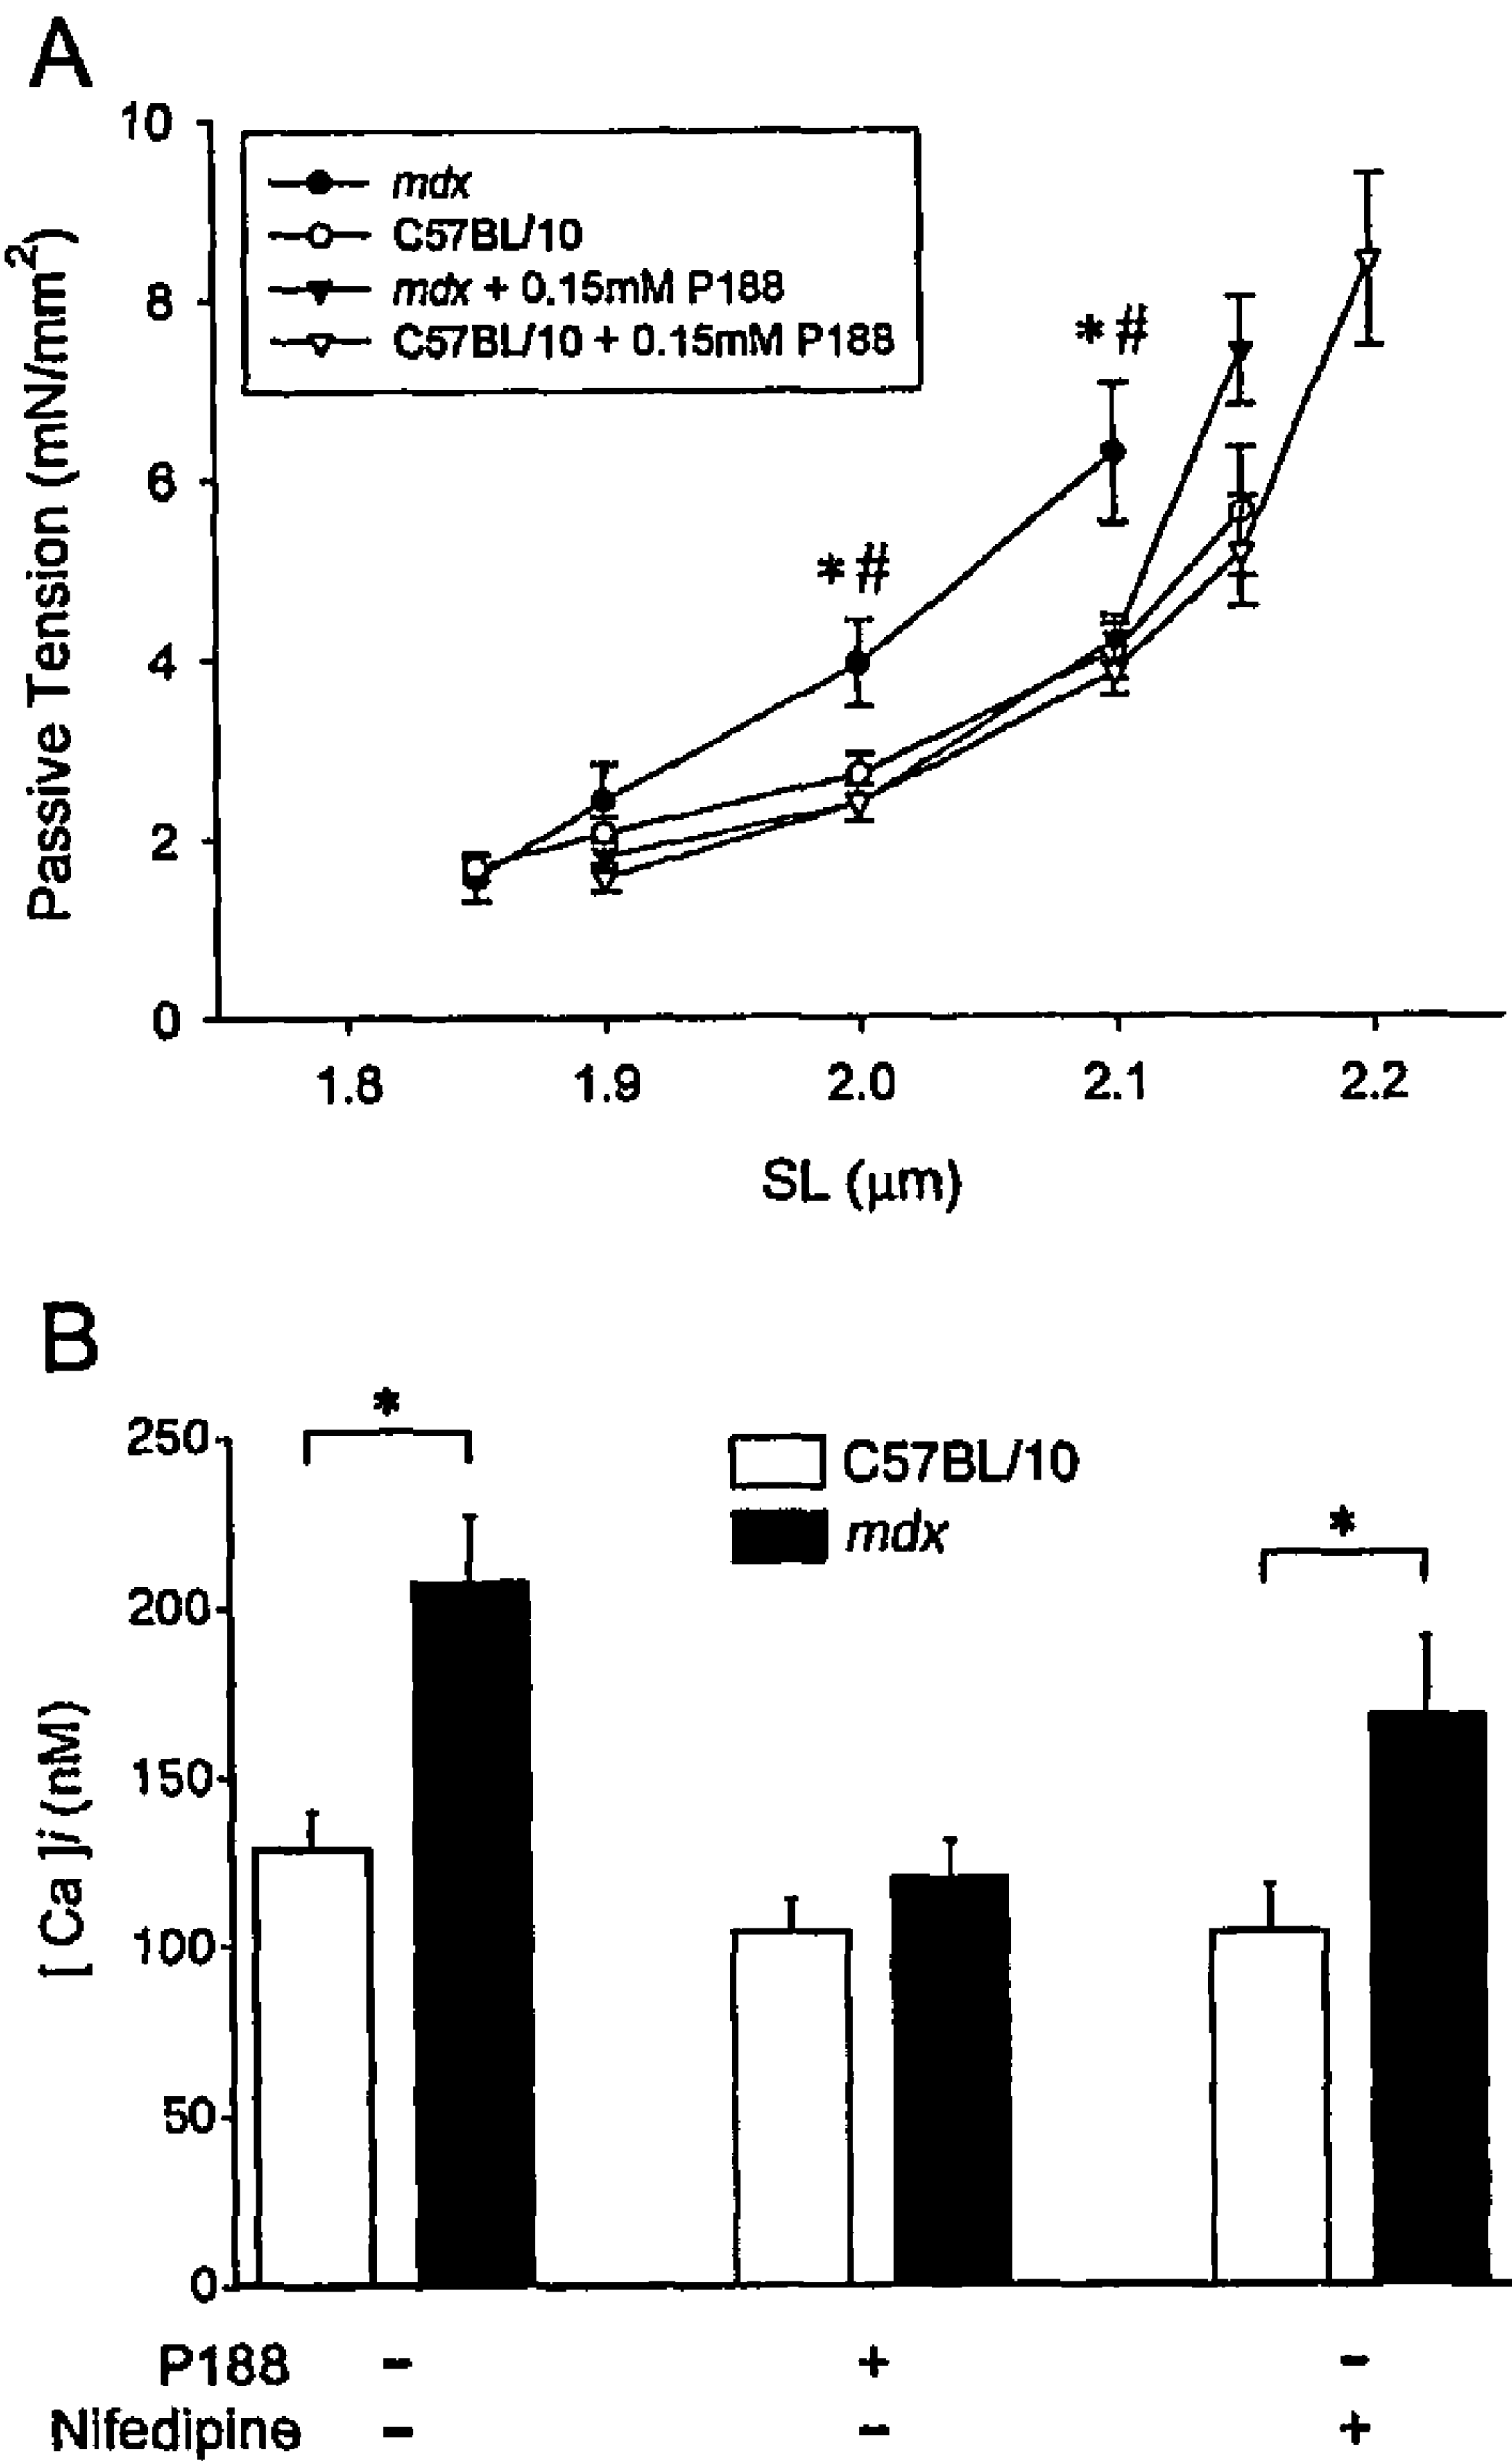 A
10
8
6
4
2
0
Passive Tension (mN/mm²)
mdx
C57BL/10
mdx + 0.15mM P188
C57BL/10 + 0.15mM P188
*#
*#
1.8 1.9 2.0 2.1 2.2
SL (μm)
B
250
200
150
100
50
0
[ Ca ]i (nM)
*
C57BL/10
mdx
*
P188 - + -
Nifedipine - - +